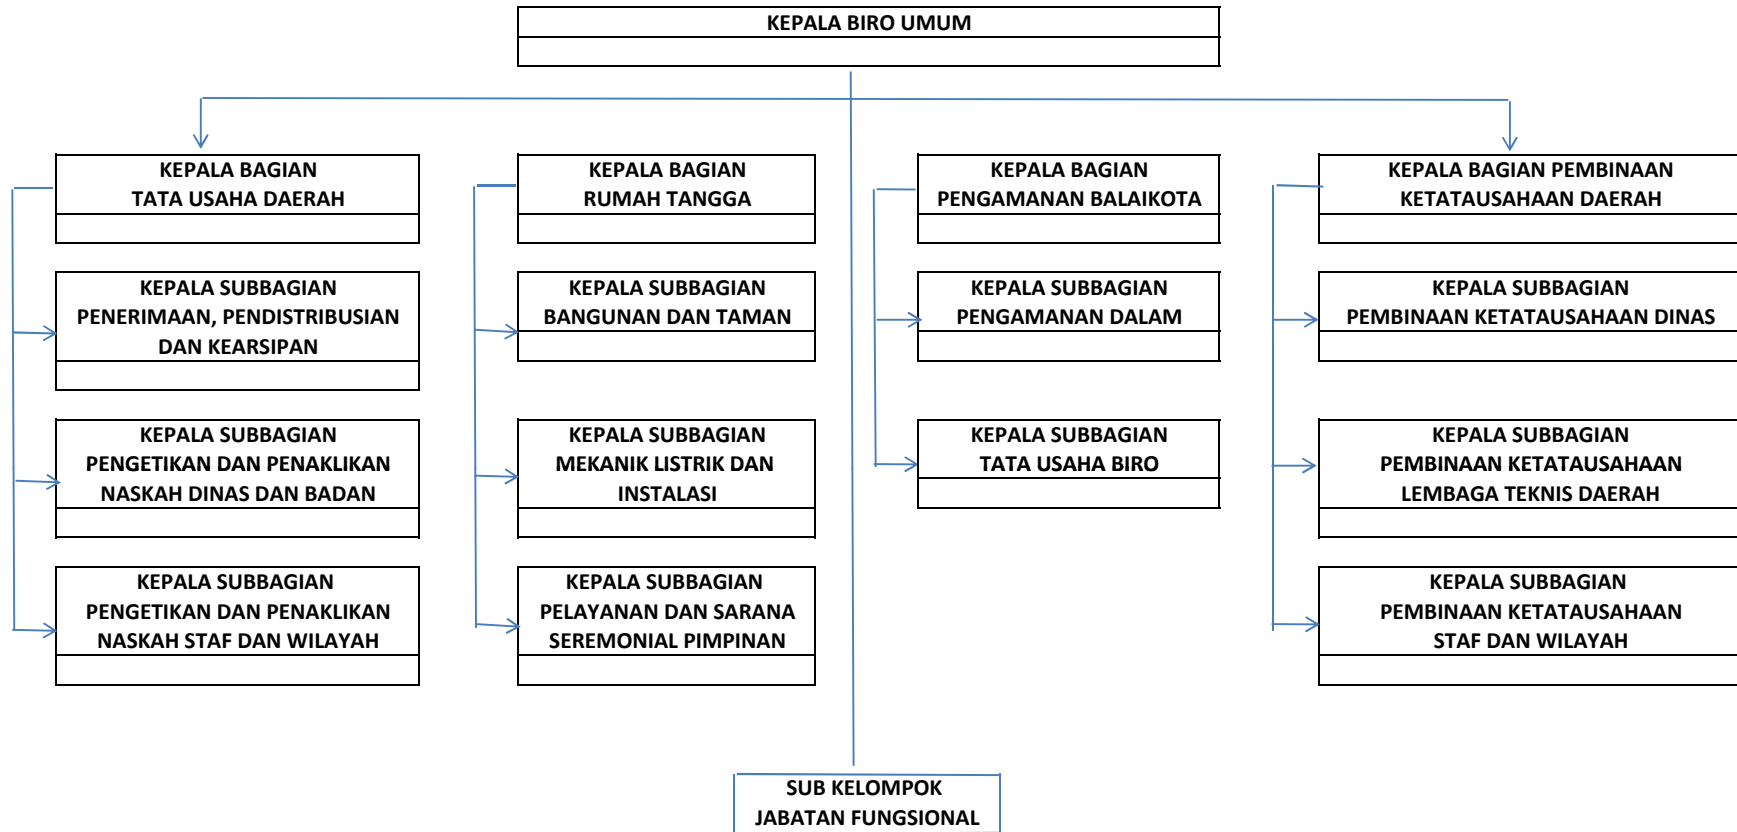 KEPALA BIRO UMUM
KEPALA BAGIAN
TATA USAHA DAERAH
KEPALA BAGIAN
RUMAH TANGGA
KEPALA BAGIAN
PENGAMANAN BALAIKOTA
KEPALA BAGIAN PEMBINAAN
KETATAUSAHAAN DAERAH
KEPALA SUBBAGIAN
PENERIMAAN, PENDISTRIBUSIAN
DAN KEARSIPAN
KEPALA SUBBAGIAN
BANGUNAN DAN TAMAN
KEPALA SUBBAGIAN
PENGAMANAN DALAM
KEPALA SUBBAGIAN
PEMBINAAN KETATAUSAHAAN DINAS
KEPALA SUBBAGIAN
PENGETIKAN DAN PENAKLIKAN
NASKAH DINAS DAN BADAN
KEPALA SUBBAGIAN
MEKANIK LISTRIK DAN
INSTALASI
KEPALA SUBBAGIAN
TATA USAHA BIRO
KEPALA SUBBAGIAN
PEMBINAAN KETATAUSAHAAN
LEMBAGA TEKNIS DAERAH
KEPALA SUBBAGIAN
PENGETIKAN DAN PENAKLIKAN
NASKAH STAF DAN WILAYAH
KEPALA SUBBAGIAN
PELAYANAN DAN SARANA
SEREMONIAL PIMPINAN
KEPALA SUBBAGIAN
PEMBINAAN KETATAUSAHAAN
STAF DAN WILAYAH
SUB KELOMPOK
JABATAN FUNGSIONAL